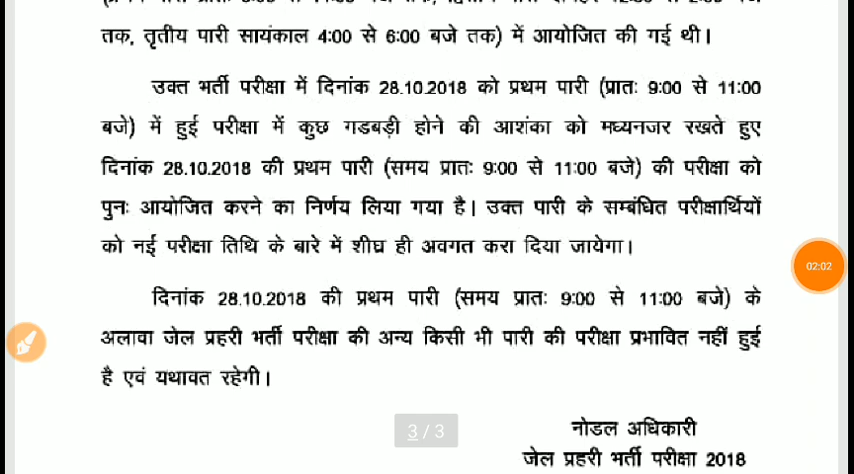 तक, तृतीय पारी सायंकाल 4:00 से 6:00 बजे तक) में आयोजित की गई थी।
उक्त भर्ती परीक्षा में दिनांक 28.10.2018 को प्रथम पारी (प्रातः 9:00 से 11:00
बजे) में हुई परीक्षा में कुछ गडबड़ी होने की आशंका को मध्यनजर रखते हुए
दिनांक 28.10.2018 की प्रथम पारी (समय प्रातः 9:00 से 11:00 बजे) की परीक्षा को
पुनः आयोजित करने का निर्णय लिया गया है। उक्त पारी के सम्बंधित परीक्षार्थियों
को नई परीक्षा तिथि के बारे में शीघ्र ही अवगत करा दिया जायेगा।
02:02
दिनांक 28.10.2018 की प्रथम पारी (समय प्रातः 9:00 से 11:00 बजे) के
अलावा जेल प्रहरी भर्ती परीक्षा की अन्य किसी भी पारी की परीक्षा प्रभावित नहीं हुई
है एवं यथावत रहेगी।
3 / 3
नोडल अधिकारी
जेल प्रहरी भर्ती परीक्षा 2018